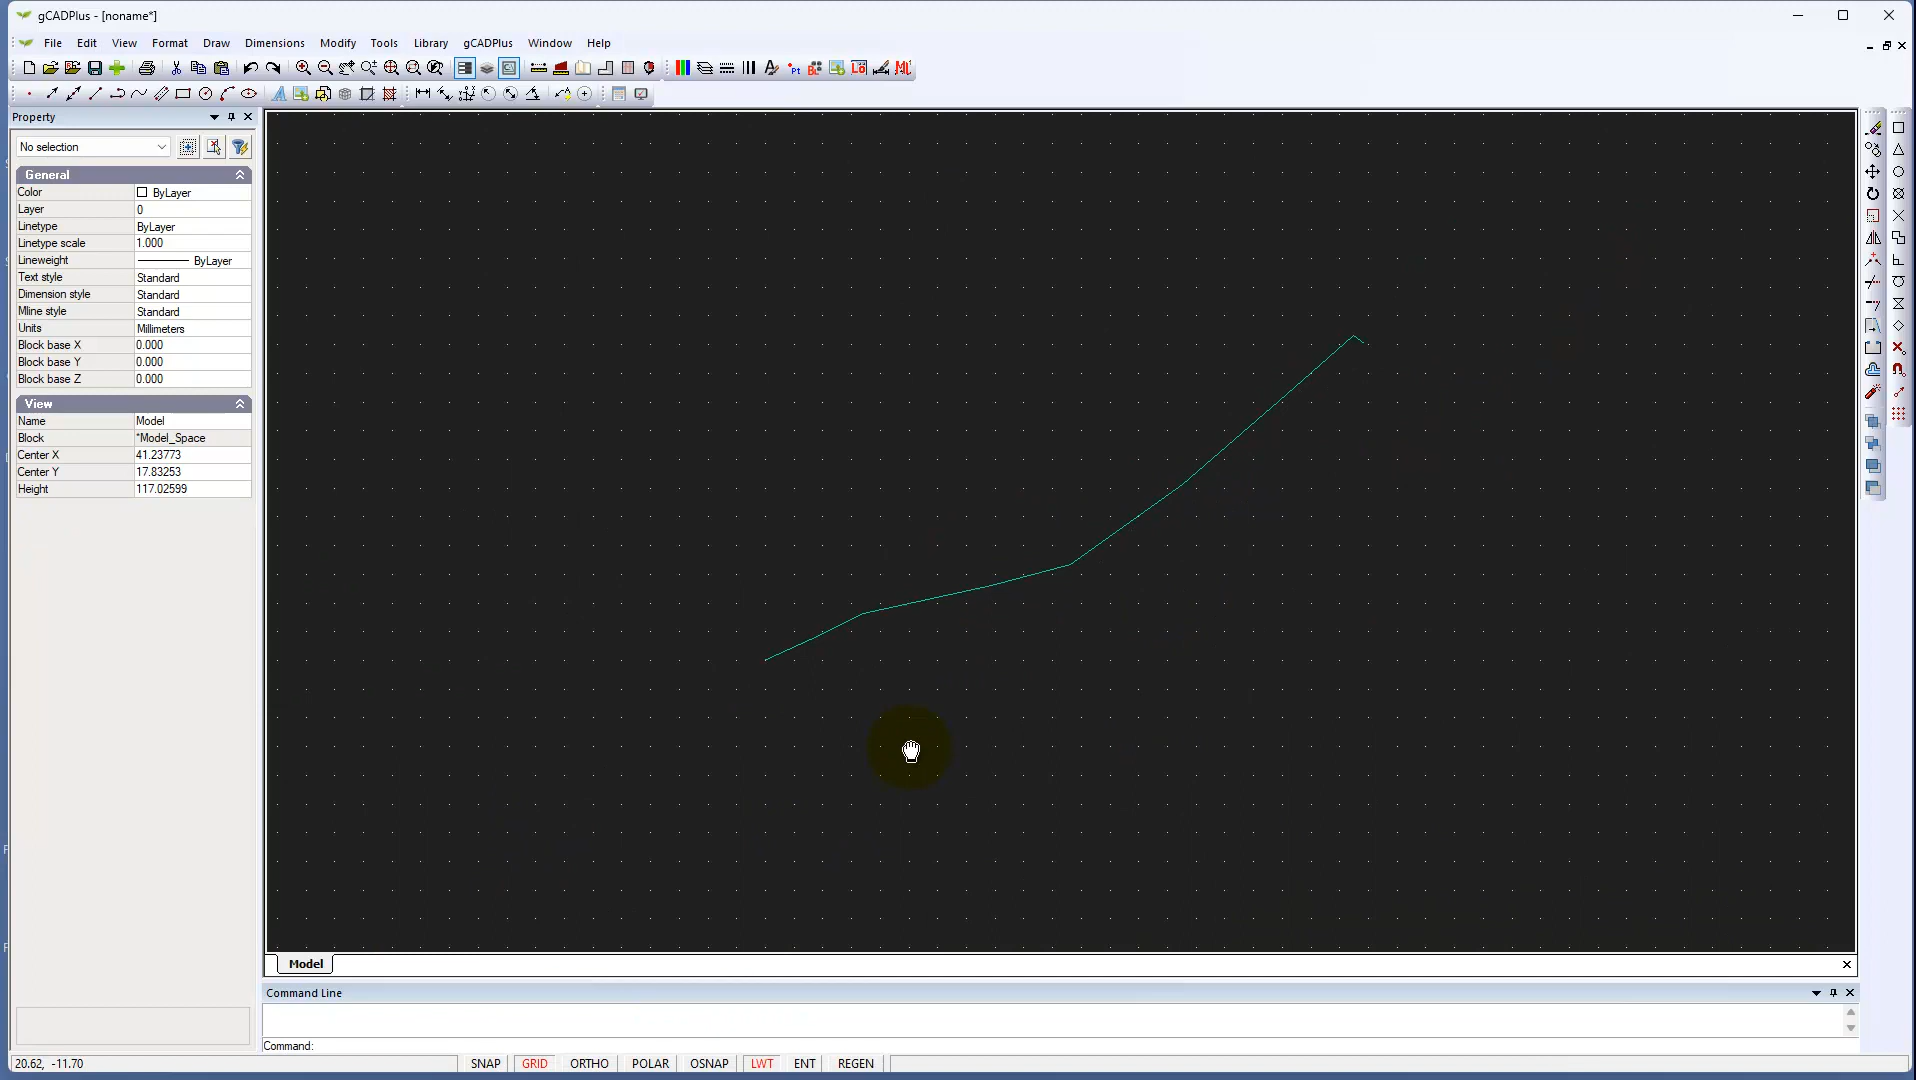 gCADPlus - [noname*]
File Edit View Format Draw Dimensions Modify Tools Library gCADPlus Window Help
Property
No selection
General
Color ByLayer
Layer 0
Linetype ByLayer
Linetype scale 1.000
Lineweight ByLayer
Text style Standard
Dimension style Standard
Mline style Standard
Units Millimeters
Block base X 0.000
Block base Y 0.000
Block base Z 0.000
View
Name Model
Block *Model_Space
Center X 41.23773
Center Y 17.83253
Height 117.02599
Model
Command Line
Command:
20.62, -11.70 SNAP GRID ORTHO POLAR OSNAP LWT ENT REGEN